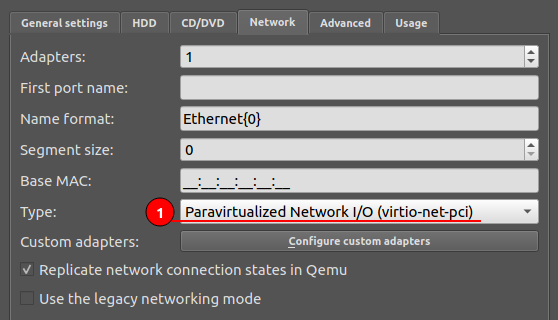 General settings HDD CD/DVD Network Advanced Usage
Adapters: 1
First port name:
Name format: Ethernet{0}
Segment size: 0
Base MAC: __:__:__:__:__:__
1
Type: Paravirtualized Network I/O (virtio-net-pci)
Custom adapters: Configure custom adapters
Replicate network connection states in Qemu
Use the legacy networking mode